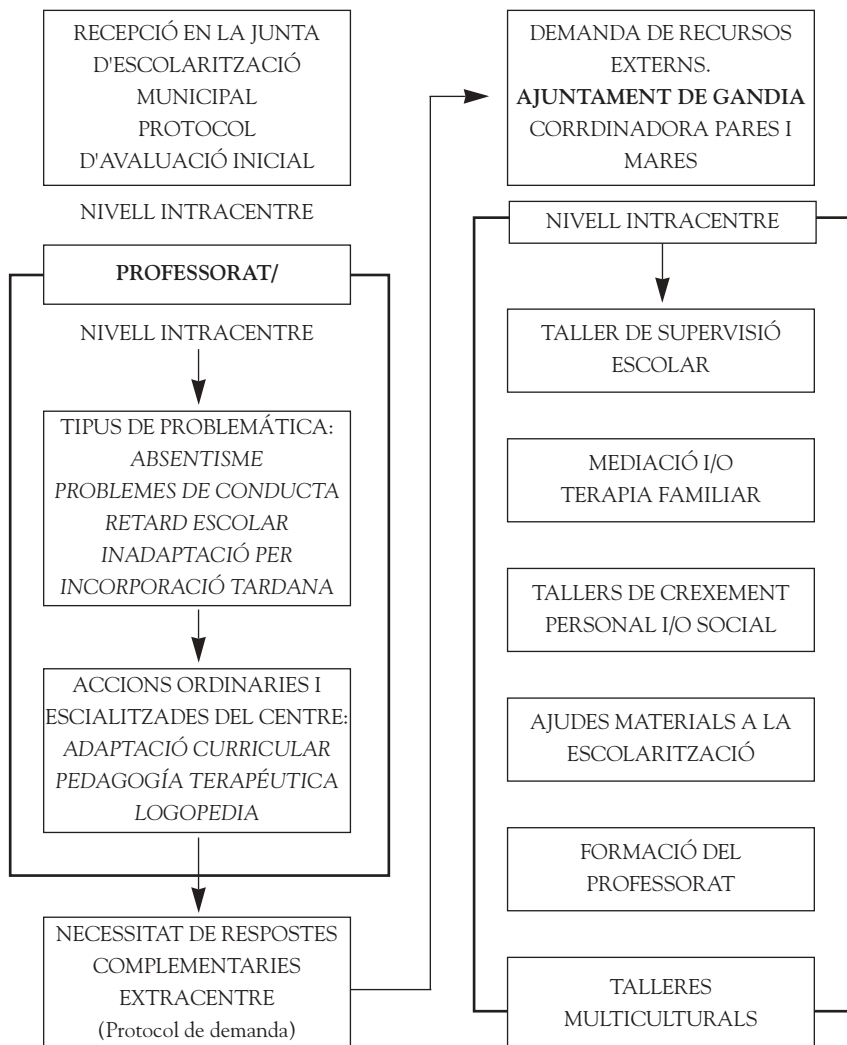 RECEPCIÓ EN LA JUNTA
D'ESCOLARITZACIÓ
MUNICIPAL
PROTOCOL
D'AVALUACIÓ INICIAL
NIVELL INTRACENTRE
PROFESSORAT/
NIVELL INTRACENTRE
TIPUS DE PROBLEMÁTICA:
ABSENTISME
PROBLEMES DE CONDUCTA
RETARD ESCOLAR
INADAPTACIÓ PER
INCORPORACIÓ TARDANA
ACCIONS ORDINARIES I
ESCIALITZADES DEL CENTRE:
ADAPTACIÓ CURRICULAR
PEDAGOGÍA TERAPÉUTICA
LOGOPEDIA
NECESSITAT DE RESPOSTES
COMPLEMENTARIES
EXTRACENTRE
(Protocol de demanda)
DEMANDA DE RECURSOS
EXTERNS.
AJUNTAMENT DE GANDIA
CORRDINADORA PARES I
MARES
NIVELL INTRACENTRE
TALLER DE SUPERVISIÓ
ESCOLAR
MEDIACIÓ I/O
TERAPIA FAMILIAR
TALLERS DE CREXEMENT
PERSONAL I/O SOCIAL
AJUDES MATERIALS A LA
ESCOLARITZACIÓ
FORMACIÓ DEL
PROFESSORAT
TALLERES
MULTICULTURALS